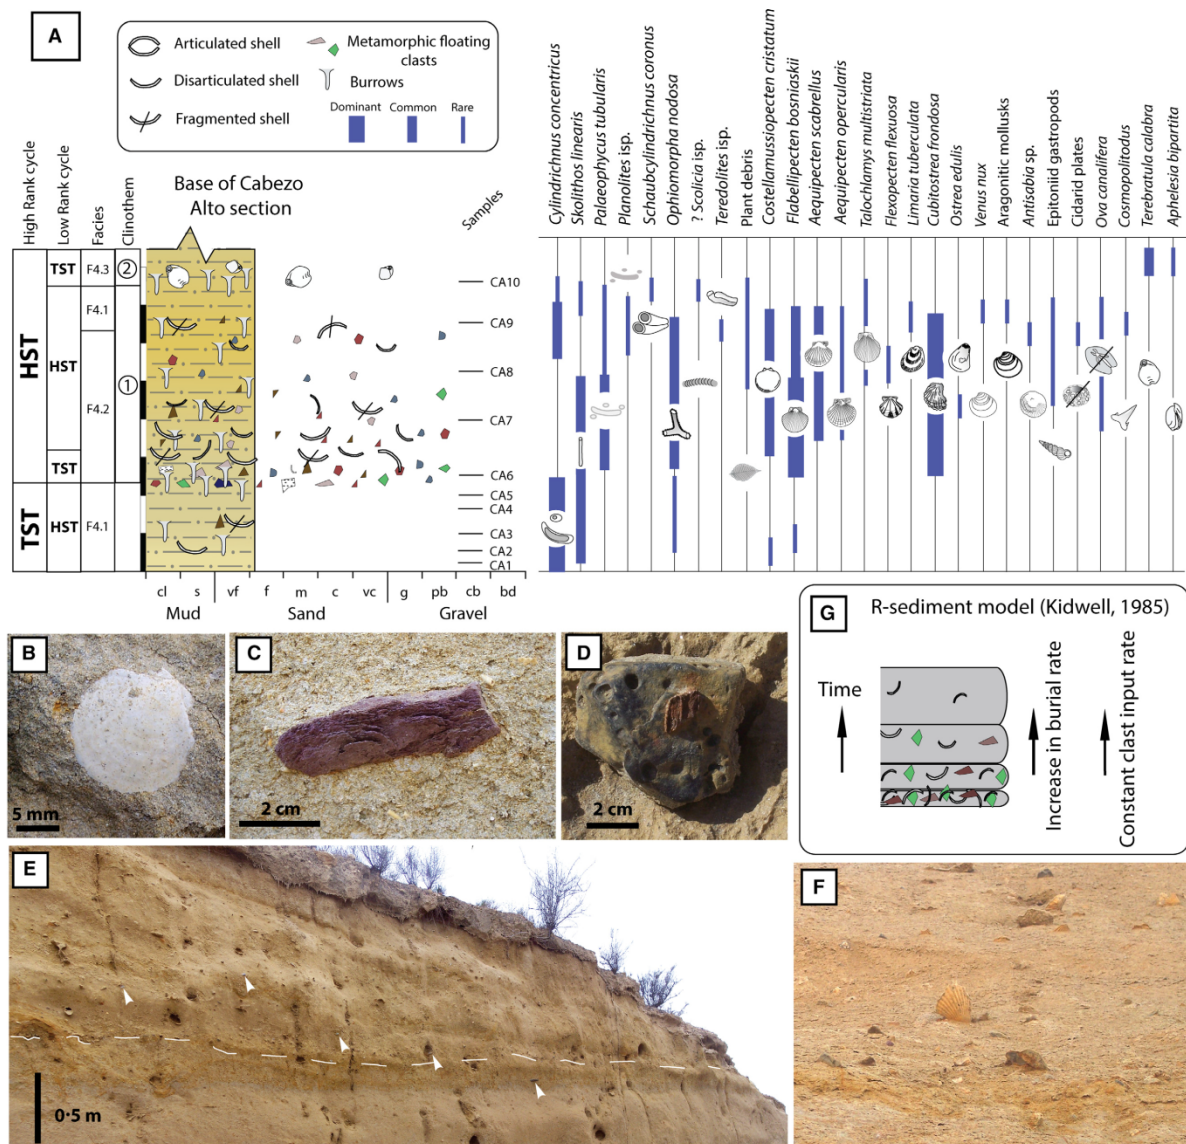 A
Articulated shell
Disarticulated shell
Fragmented shell
Metamorphic floating
clasts
Burrows
Dominant Common Rare
High Rank cycle
Low Rank cycle
Facies
Clinothem
Base of Cabezo
Alto section
Samples
Cylindrichnus concentricus
Skolithos linearis
Palaeophycus tubularis
Planolites isp.
Schaubcylindrichnus coronus
Ophiomorpha nodosa
? Scolicia isp.
Teredolites isp.
Plant debris
Costellamussiopecten cristatum
Flabellipecten bosniaskii
Aequipecten scabrellus
Aequipecten opercularis
Talochlamys multistriata
Flexopecten flexuosa
Limaria tuberculata
Cubitostrea frondosa
Ostrea edulis
Venus nux
Aragonitic mollusks
Antisabia sp.
Epitoniid gastropods
Cidarid plates
Ova canalifera
Cosmopolitodus
Terebratula calabra
Aphelesia bipartita
HST
TST
TST
HST
TST
HST
F4.3
F4.1
F4.2
F4.1
2
1
CA10
CA9
CA8
CA7
CA6
CA5
CA4
CA3
CA2
CA1
cl s vf f m c vc g pb cb bd
Mud Sand Gravel
B
5 mm
C
2 cm
D
2 cm
G
R-sediment model (Kidwell, 1985)
Time
Increase in burial rate
Constant clast input rate
E
0·5 m
F